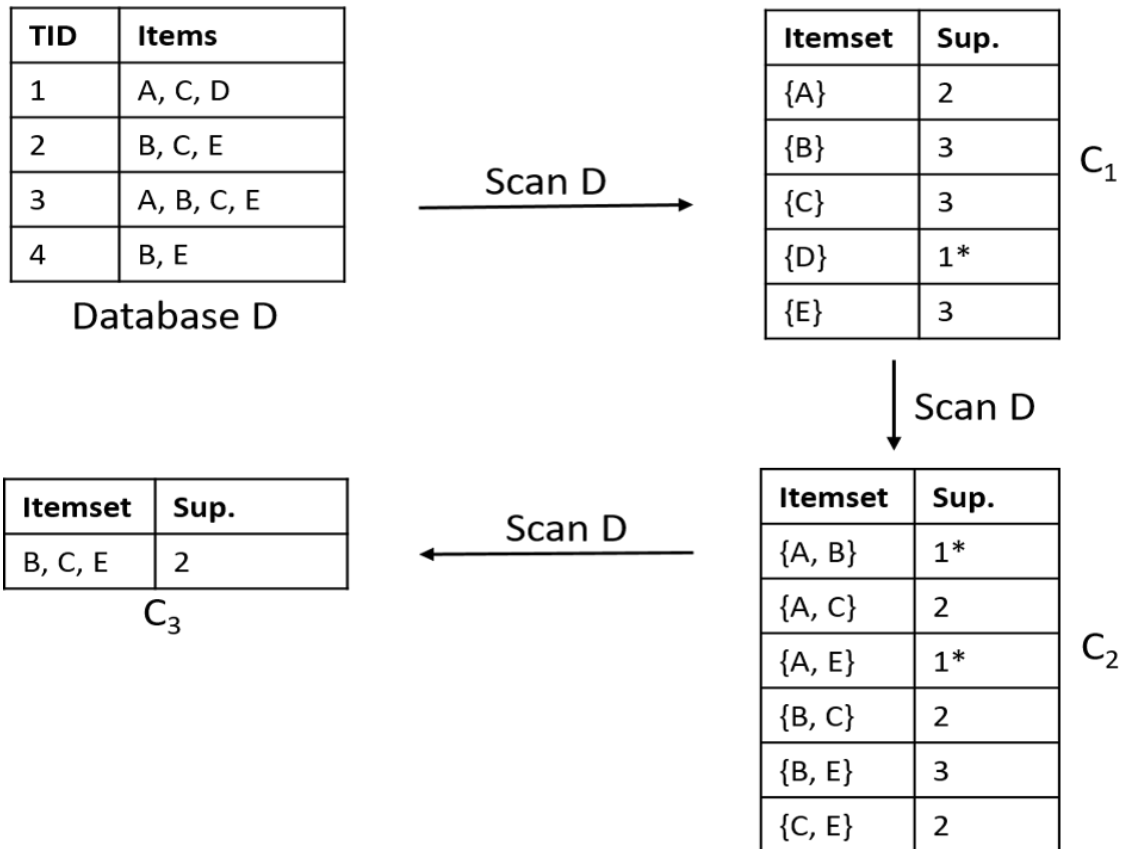 TID Items
1 A, C, D
2 B, C, E
3 A, B, C, E
4 B, E
Database D
Scan D
Itemset Sup.
{A} 2
{B} 3
{C} 3
{D} 1*
{E} 3
C₁
Scan D
Itemset Sup.
{A, B} 1*
{A, C} 2
{A, E} 1*
{B, C} 2
{B, E} 3
{C, E} 2
C₂
Scan D
Itemset Sup.
B, C, E 2
C₃